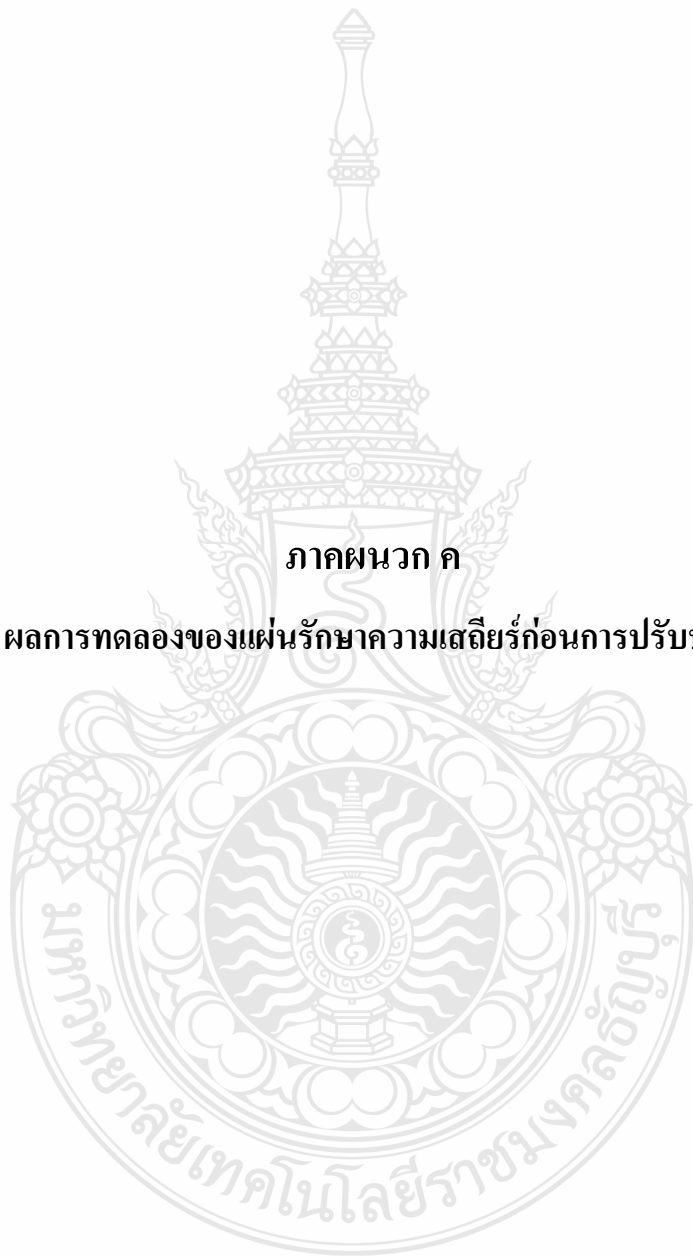 ภาคผนวก ค
ผลการทดลองของแผ่นรักษาความเสถียร์ก่อนการปรับ
มหาวิทยาลัยเทคโนโลยีราชมงคลธัญบุรี